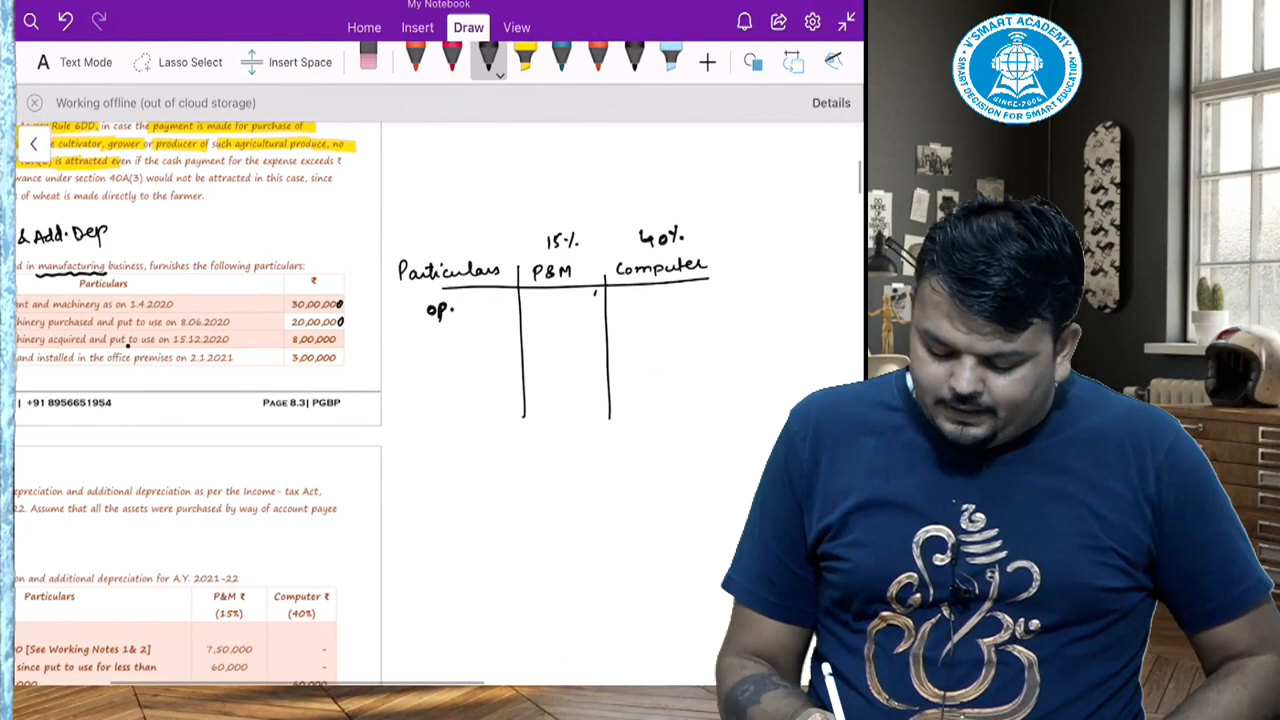 My Notebook
Home Insert Draw View
Text Mode Lasso Select Insert Space
Working offline (out of cloud storage) Details
Rule 6DD, in case the payment is made for purchase of
cultivator, grower or producer of such agricultural produce, no
is attracted even if the cash payment for the expense exceeds ₹
wance under section 40A(3) would not be attracted in this case, since
of wheat is made directly to the farmer.
& Add. Dep
d in manufacturing business, furnishes the following particulars:
Particulars ₹
nt and machinery as on 1.4.2020 30,00,000
hinery purchased and put to use on 8.06.2020 20,00,000
hinery acquired and put to use on 15.12.2020 8,00,000
and installed in the office premises on 2.1.2021 3,00,000
| +91 8956651954 PAGE 8.3| PGBP
epreciation and additional depreciation as per the Income- tax Act,
22. Assume that all the assets were purchased by way of account payee
on and additional depreciation for A.Y. 2021-22
Particulars P&M ₹ Computer ₹
(15%) (40%)
0 [See Working Notes 1& 2] 7,50,000 -
since put to use for less than 60,000 -
15% 40%
Particulars P&M Computer
op.
V'SMART ACADEMY
SMART DECISION FOR SMART EDUCATION
DO
MORE
OF
WHAT
MAKES
YOU